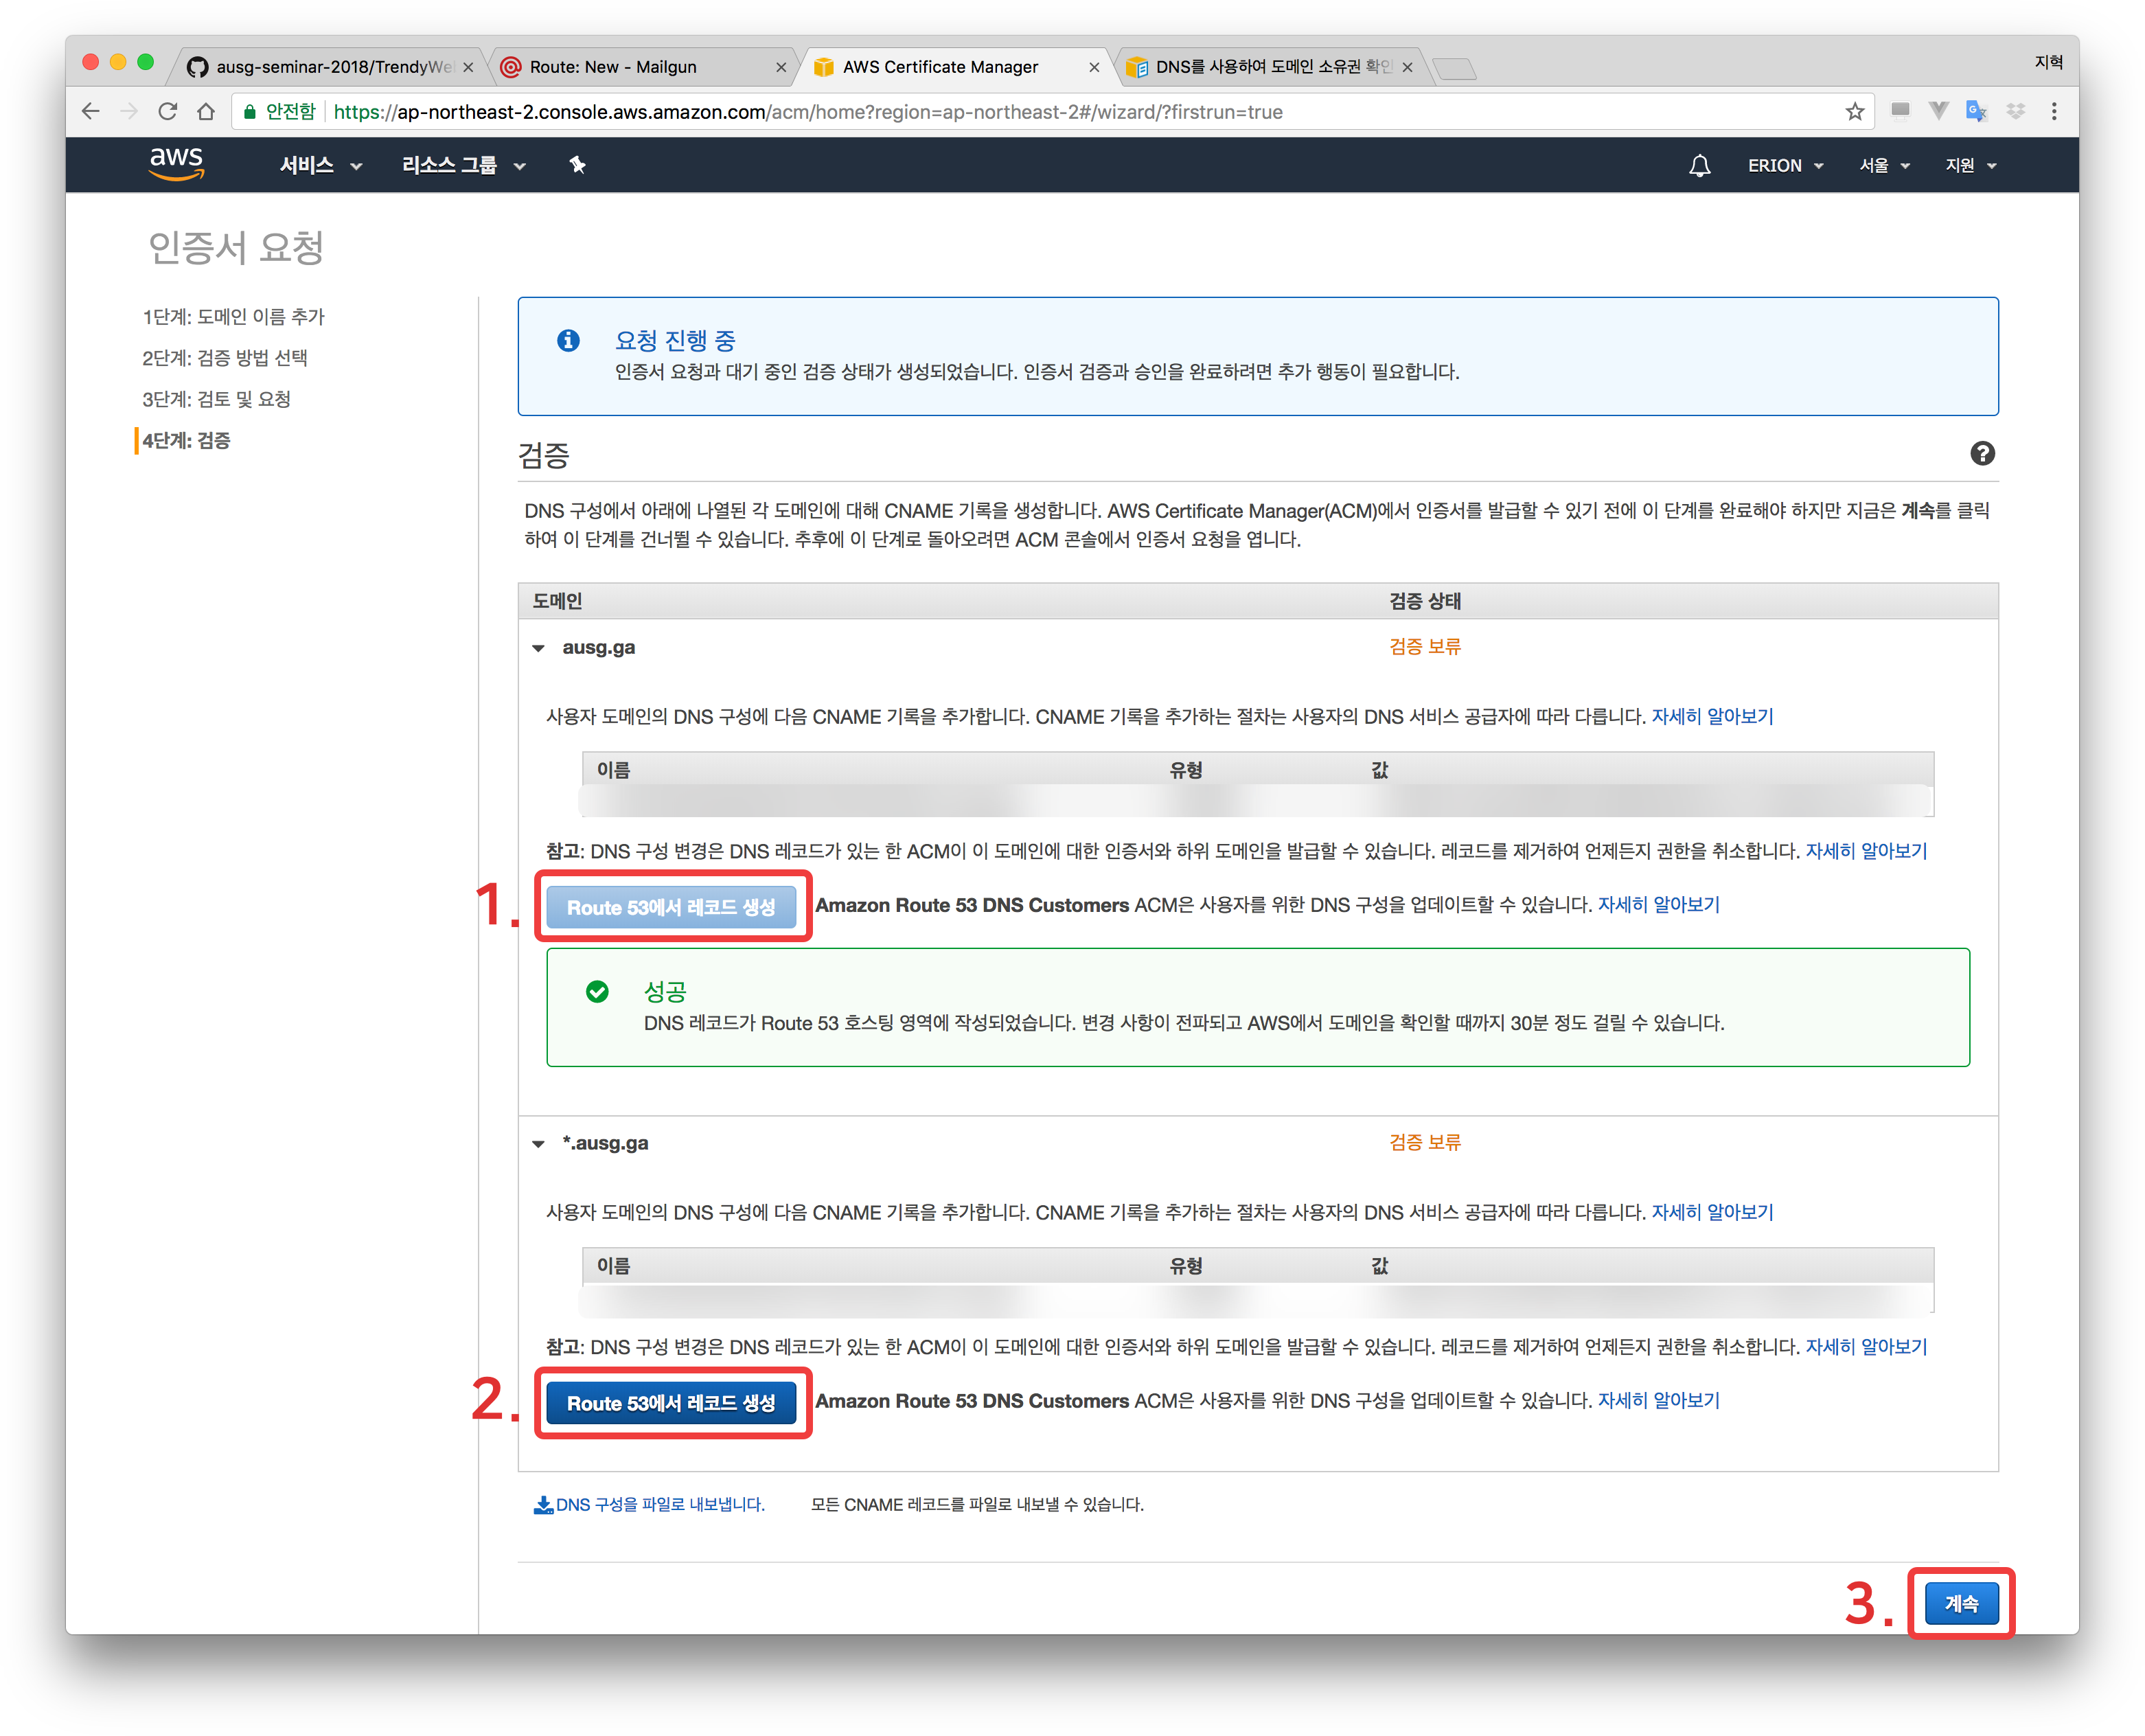 ausg-seminar-2018/TrendyWe
Route: New - Mailgun
AWS Certificate Manager
DNS를 사용하여 도메인 소유권 확인
지혁
안전함
https://ap-northeast-2.console.aws.amazon.com/acm/home?region=ap-northeast-2#/wizard/?firstrun=true
aws
서비스
리소스 그룹
ERION
서울
지원
인증서 요청
1단계: 도메인 이름 추가
2단계: 검증 방법 선택
3단계: 검토 및 요청
4단계: 검증
요청 진행 중
인증서 요청과 대기 중인 검증 상태가 생성되었습니다. 인증서 검증과 승인을 완료하려면 추가 행동이 필요합니다.
검증
DNS 구성에서 아래에 나열된 각 도메인에 대해 CNAME 기록을 생성합니다. AWS Certificate Manager(ACM)에서 인증서를 발급할 수 있기 전에 이 단계를 완료해야 하지만 지금은 계속를 클릭
하여 이 단계를 건너뛸 수 있습니다. 추후에 이 단계로 돌아오려면 ACM 콘솔에서 인증서 요청을 엽니다.
도메인 검증 상태
ausg.ga 검증 보류
사용자 도메인의 DNS 구성에 다음 CNAME 기록을 추가합니다. CNAME 기록을 추가하는 절차는 사용자의 DNS 서비스 공급자에 따라 다릅니다. 자세히 알아보기
이름 유형 값
참고: DNS 구성 변경은 DNS 레코드가 있는 한 ACM이 이 도메인에 대한 인증서와 하위 도메인을 발급할 수 있습니다. 레코드를 제거하여 언제든지 권한을 취소합니다. 자세히 알아보기
1. Route 53에서 레코드 생성 Amazon Route 53 DNS Customers ACM은 사용자를 위한 DNS 구성을 업데이트할 수 있습니다. 자세히 알아보기
성공
DNS 레코드가 Route 53 호스팅 영역에 작성되었습니다. 변경 사항이 전파되고 AWS에서 도메인을 확인할 때까지 30분 정도 걸릴 수 있습니다.
*.ausg.ga 검증 보류
사용자 도메인의 DNS 구성에 다음 CNAME 기록을 추가합니다. CNAME 기록을 추가하는 절차는 사용자의 DNS 서비스 공급자에 따라 다릅니다. 자세히 알아보기
이름 유형 값
참고: DNS 구성 변경은 DNS 레코드가 있는 한 ACM이 이 도메인에 대한 인증서와 하위 도메인을 발급할 수 있습니다. 레코드를 제거하여 언제든지 권한을 취소합니다. 자세히 알아보기
2. Route 53에서 레코드 생성 Amazon Route 53 DNS Customers ACM은 사용자를 위한 DNS 구성을 업데이트할 수 있습니다. 자세히 알아보기
DNS 구성을 파일로 내보냅니다. 모든 CNAME 레코드를 파일로 내보낼 수 있습니다.
3. 계속